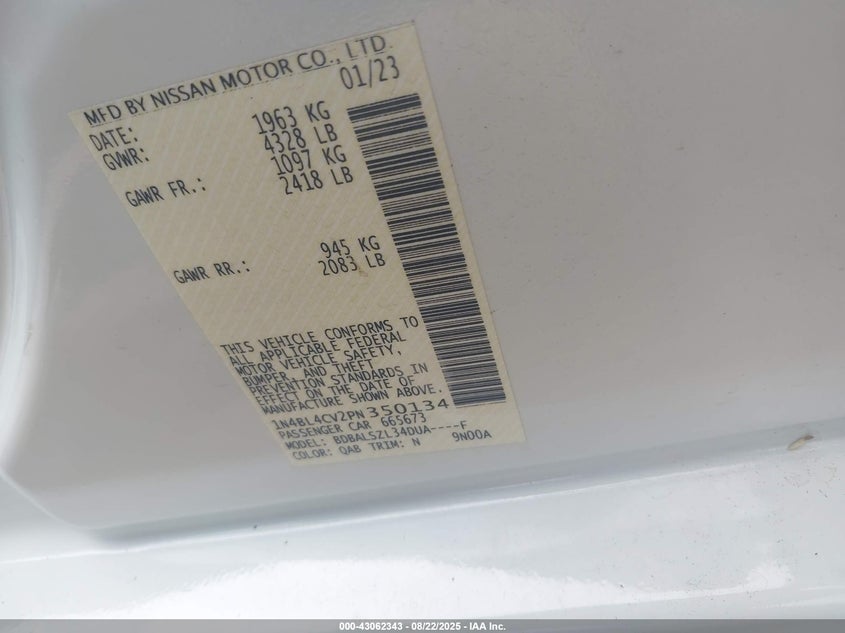 MFD BY NISSAN MOTOR CO., LTD.
DATE: 01/23
GVWR: 1963 KG
4328 LB
GAWR FR.: 1097 KG
2418 LB
GAWR RR.: 945 KG
2083 LB
THIS VEHICLE CONFORMS TO
ALL APPLICABLE FEDERAL
MOTOR VEHICLE SAFETY,
BUMPER, AND THEFT
PREVENTION STANDARDS IN
EFFECT ON THE DATE OF
MANUFACTURE SHOWN ABOVE.
1N4BL4CV2PN350134
PASSENGER CAR 665673
MODEL: BDBALSZL34DUA----F
COLOR: QAB TRIM: N 9N00A
000-43062343 - 08/22/2025 - IAA Inc.